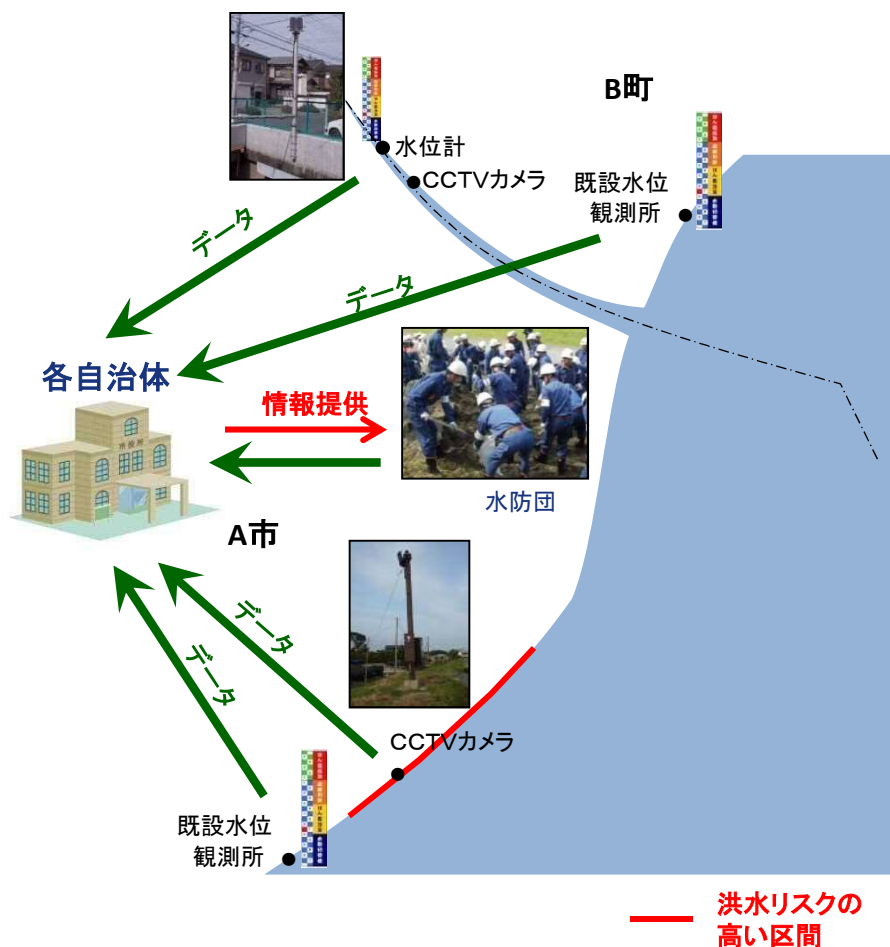 B町
水位計
CCTVカメラ
既設水位
観測所
データ
データ
各自治体
情報提供
水防団
A市
データ
データ
CCTVカメラ
既設水位
観測所
洪水リスクの
高い区間